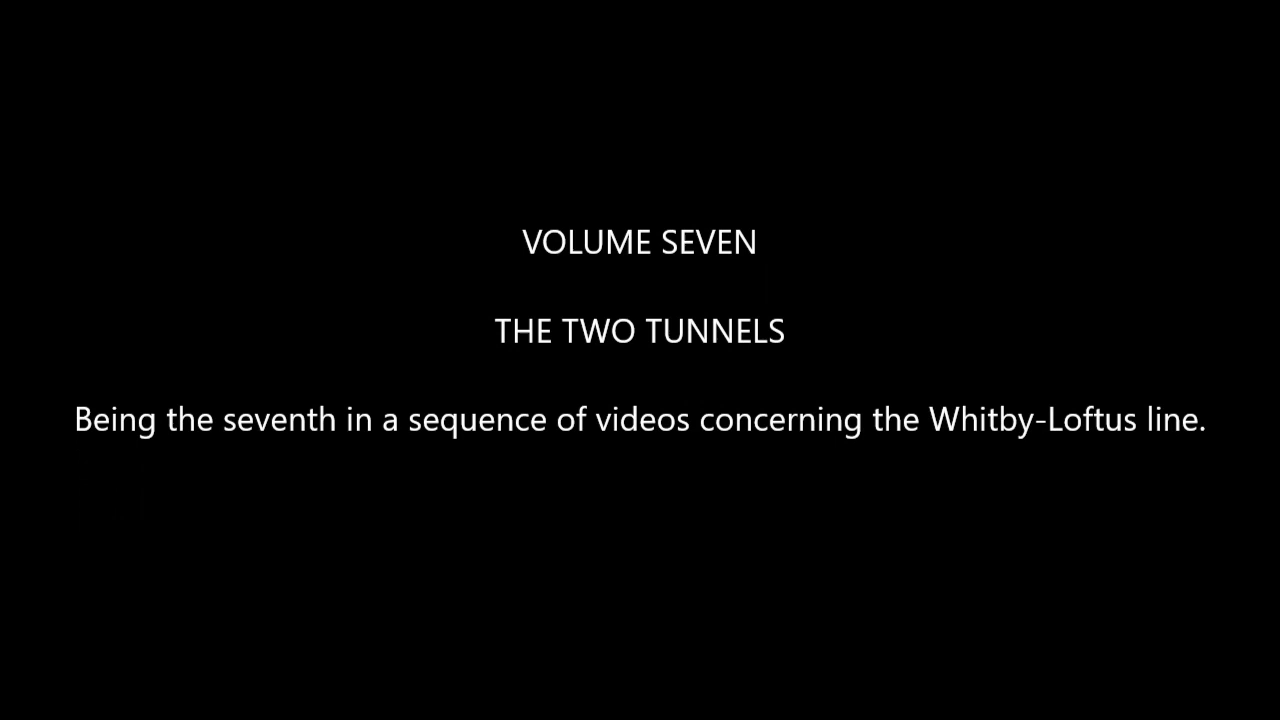 VOLUME SEVEN
THE TWO TUNNELS
Being the seventh in a sequence of videos concerning the Whitby-Loftus line.